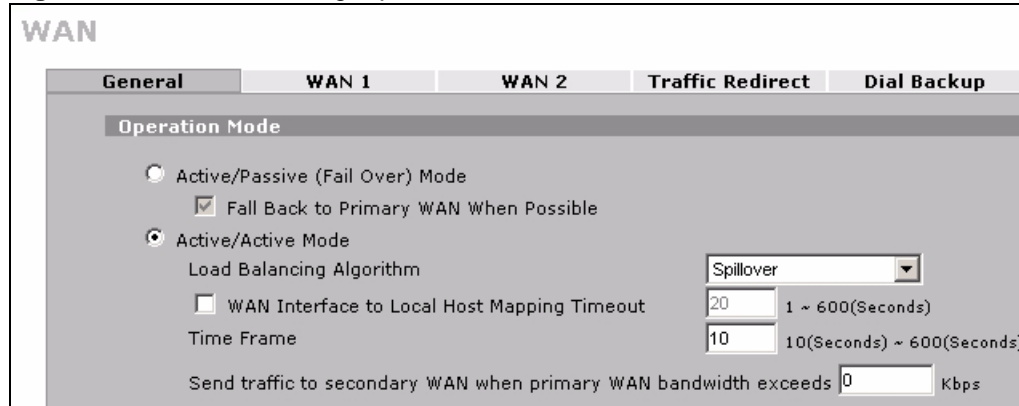 WAN
General WAN 1 WAN 2 Traffic Redirect Dial Backup
Operation Mode
Active/Passive (Fail Over) Mode
Fall Back to Primary WAN When Possible
Active/Active Mode
Load Balancing Algorithm Spillover
WAN Interface to Local Host Mapping Timeout 20 1 ~ 600(Seconds)
Time Frame 10 10(Seconds) ~ 600(Seconds)
Send traffic to secondary WAN when primary WAN bandwidth exceeds 0 Kbps